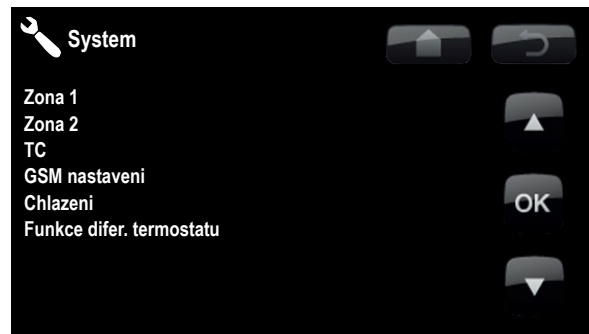 System
Zona 1
Zona 2
TC
GSM nastaveni
Chlazeni
OK
Funkce difer. termostatu